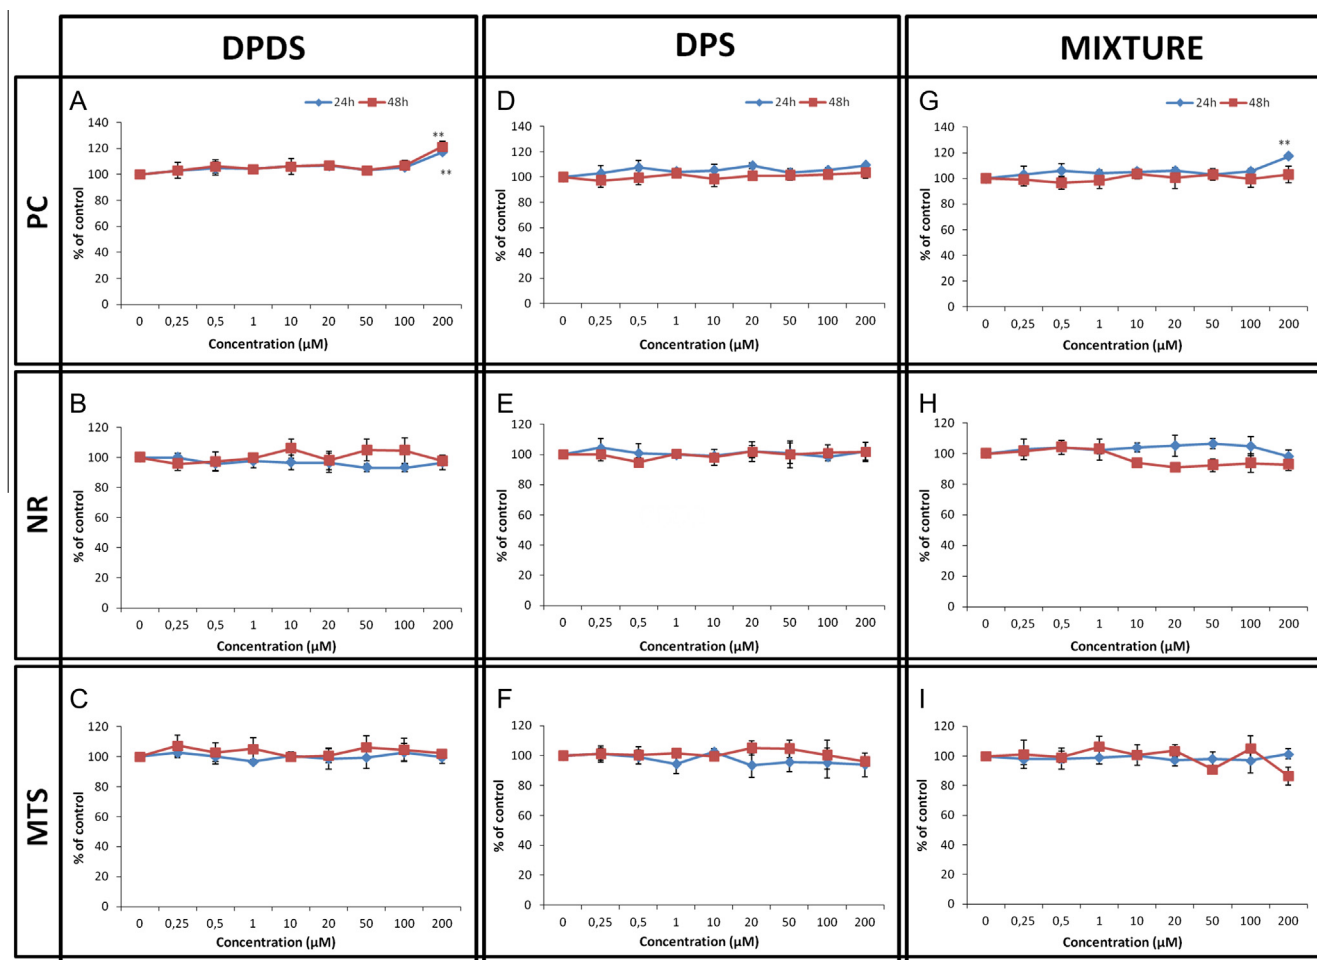 DPDS
DPS
MIXTURE
PC
A
24h 48h
140
120
100
80
60
40
20
0
% of control
**
**
0 0,25 0,5 1 10 20 50 100 200
Concentration (µM)
D
24h 48h
140
120
100
80
60
40
20
0
% of control
0 0,25 0,5 1 10 20 50 100 200
Concentration (µM)
G
24h 48h
140
120
100
80
60
40
20
0
% of control
**
0 0,25 0,5 1 10 20 50 100 200
Concentration (µM)
NR
B
120
100
80
60
40
20
0
% of control
0 0,25 0,5 1 10 20 50 100 200
Concentration (µM)
E
120
100
80
60
40
20
0
% of control
0 0,25 0,5 1 10 20 50 100 200
Concentration (µM)
H
120
100
80
60
40
20
0
% of control
0 0,25 0,5 1 10 20 50 100 200
Concentration (µM)
MTS
C
120
100
80
60
40
20
0
% of control
0 0,25 0,5 1 10 20 50 100 200
Concentration (µM)
F
120
100
80
60
40
20
0
% of control
0 0,25 0,5 1 10 20 50 100 200
Concentration (µM)
I
120
100
80
60
40
20
0
% of control
0 0,25 0,5 1 10 20 50 100 200
Concentration (µM)